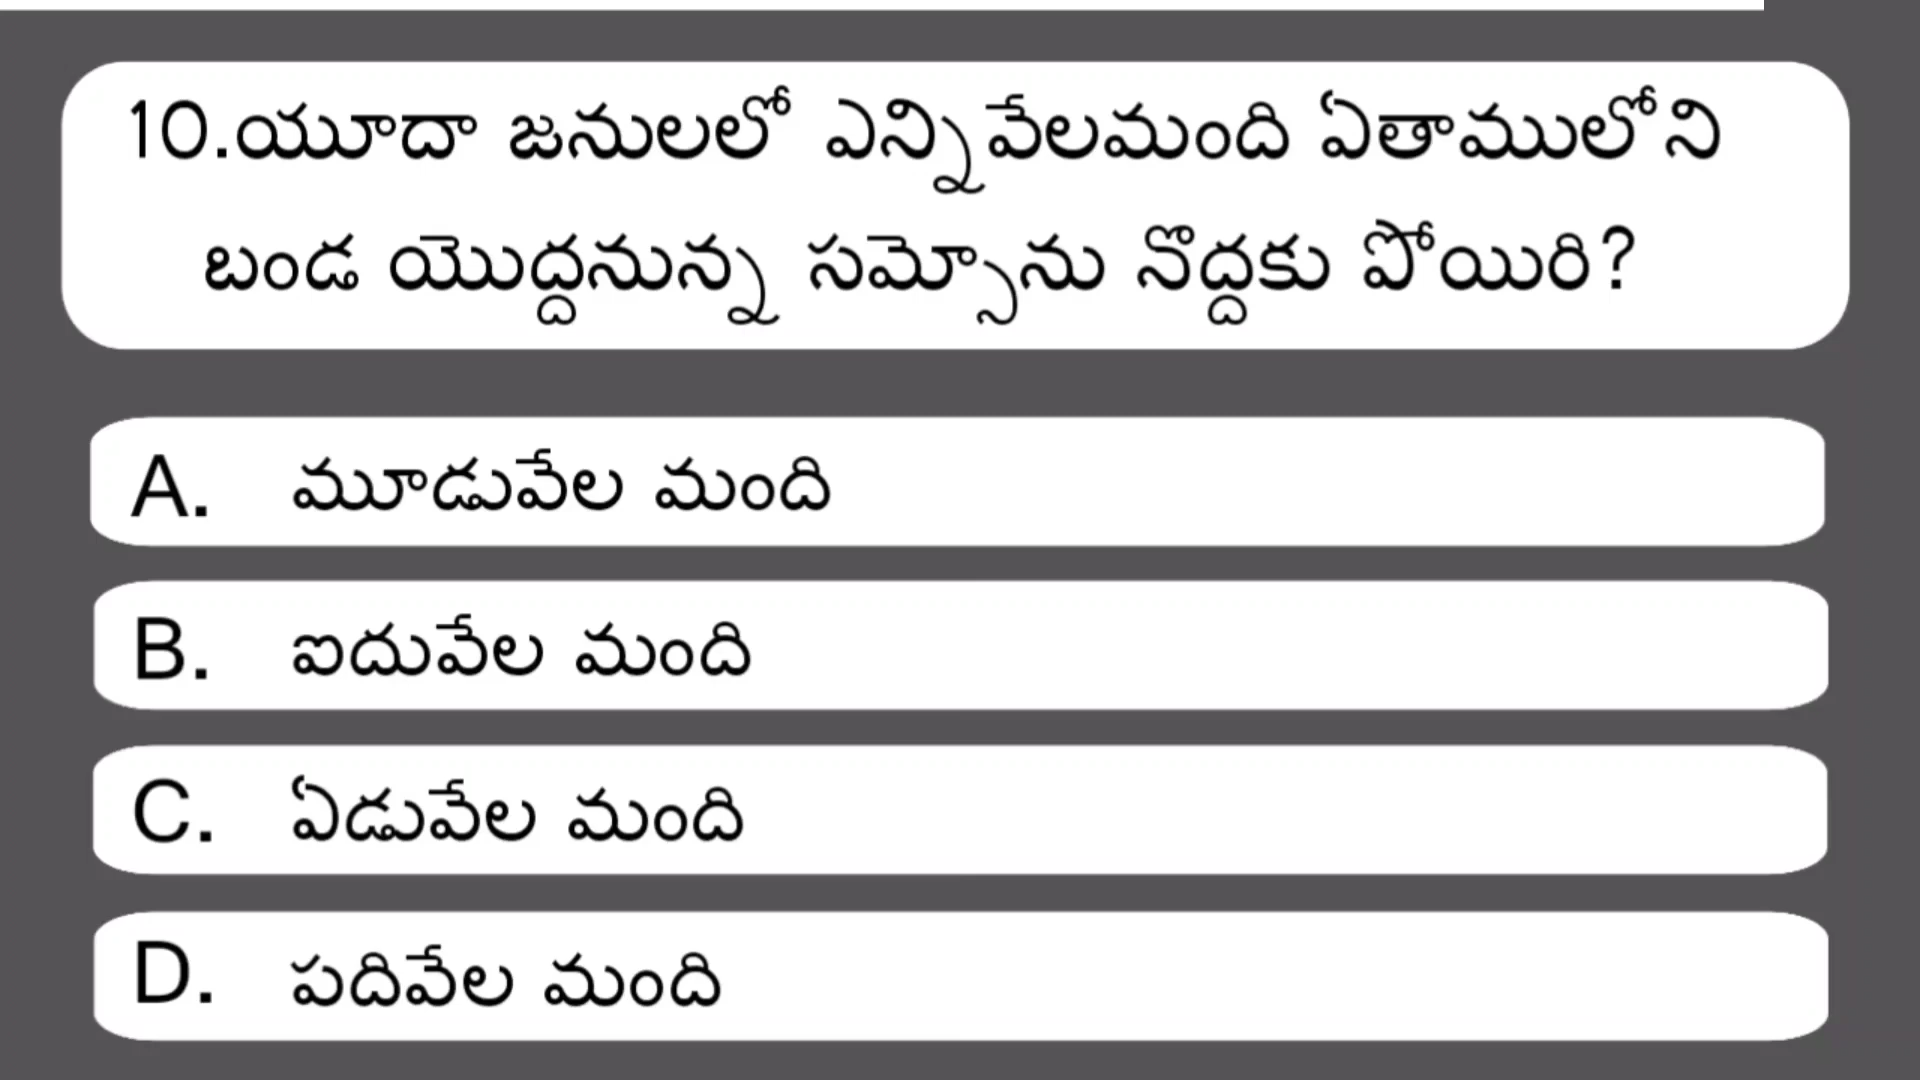 10.యూదా జనులలో ఎన్నివేలమంది ఏతాములోని
బండ యొద్దనున్న సమ్సోను నొద్దకు పోయిరి?
A. మూడువేల మంది
B. ఐదువేల మంది
C. ఏడువేల మంది
D. పదివేల మంది